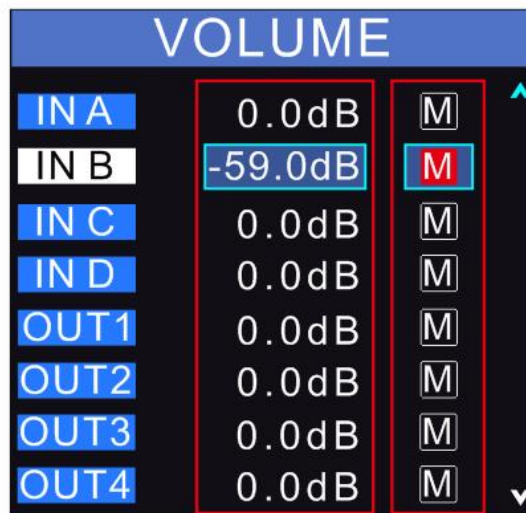 VOLUME
IN A 0.0dB M
IN B -59.0dB M
IN C 0.0dB M
IN D 0.0dB M
OUT1 0.0dB M
OUT2 0.0dB M
OUT3 0.0dB M
OUT4 0.0dB M